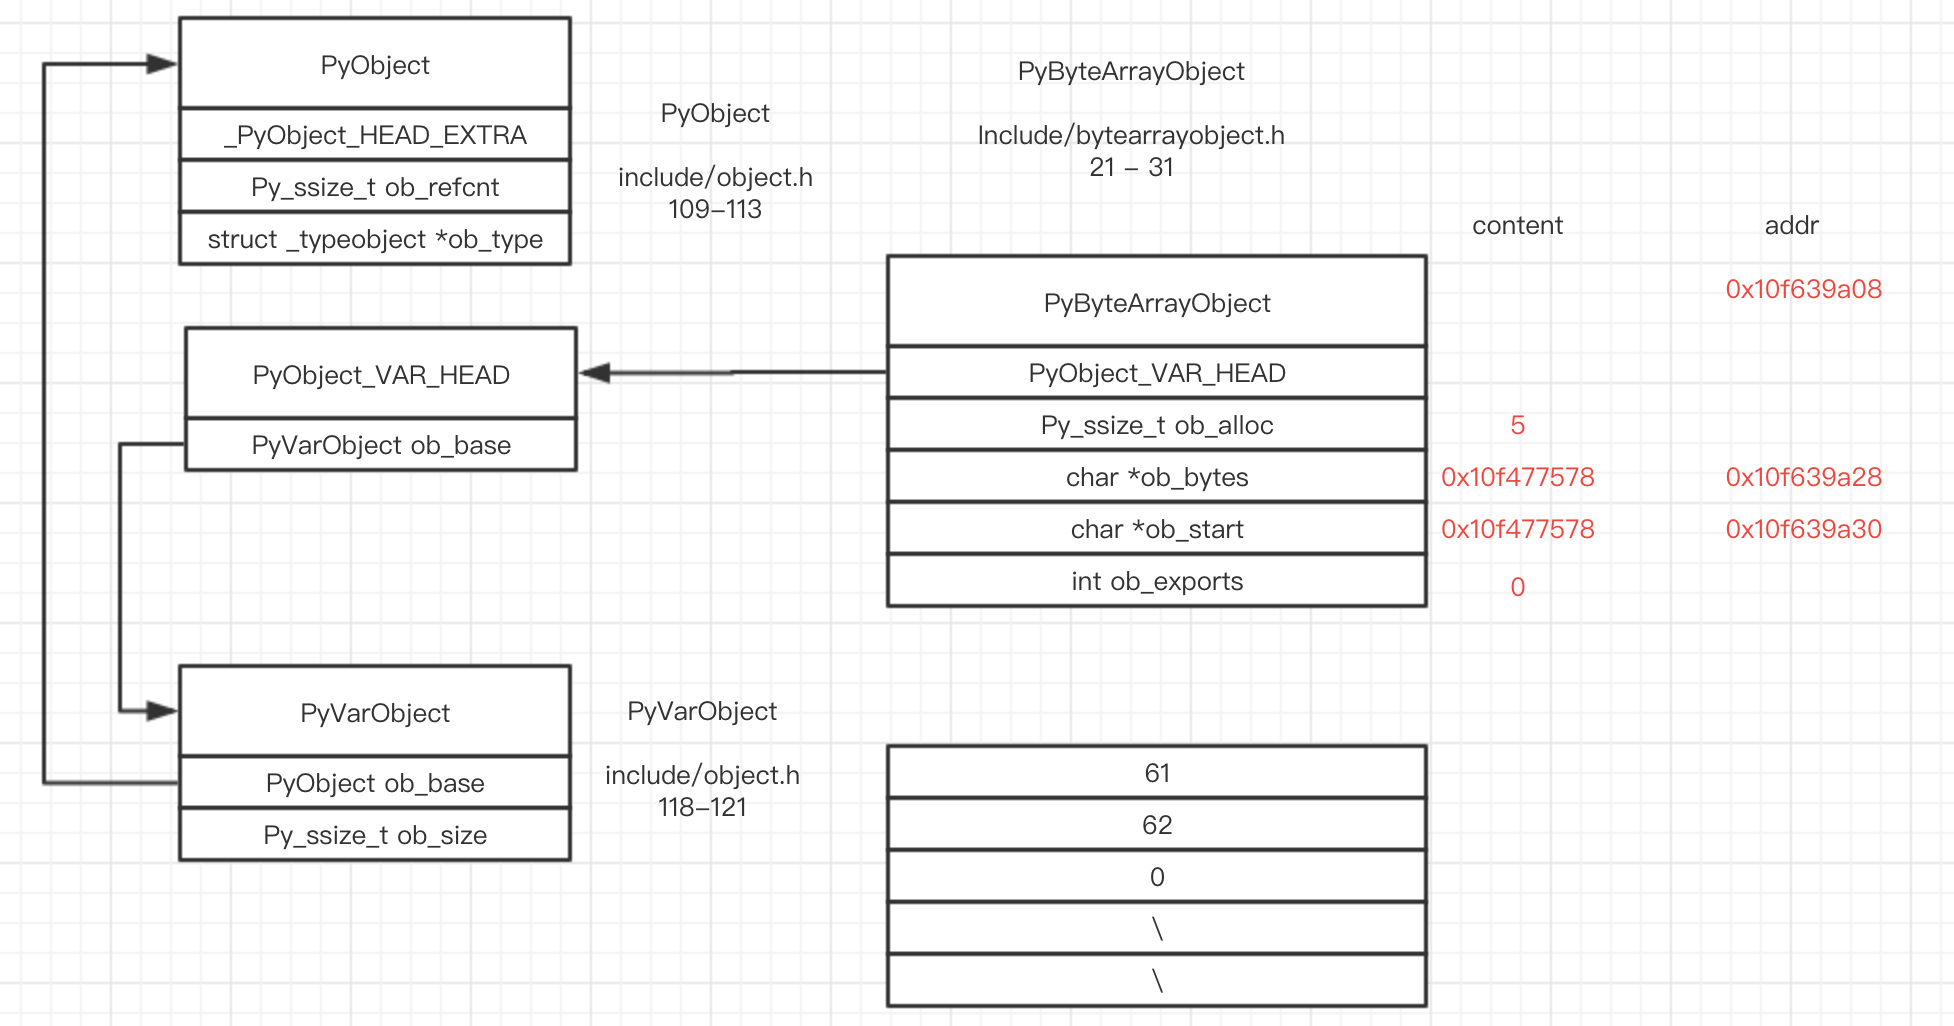 PyObject
_PyObject_HEAD_EXTRA
Py_ssize_t ob_refcnt
struct _typeobject *ob_type
PyObject
include/object.h
109–113
PyByteArrayObject
Include/bytearrayobject.h
21 – 31
content
addr
0x10f639a08
PyObject_VAR_HEAD
PyVarObject ob_base
PyByteArrayObject
PyObject_VAR_HEAD
Py_ssize_t ob_alloc
5
char *ob_bytes
0x10f477578
0x10f639a28
char *ob_start
0x10f477578
0x10f639a30
int ob_exports
0
PyVarObject
PyObject ob_base
Py_ssize_t ob_size
PyVarObject
include/object.h
118–121
61
62
0
\
\